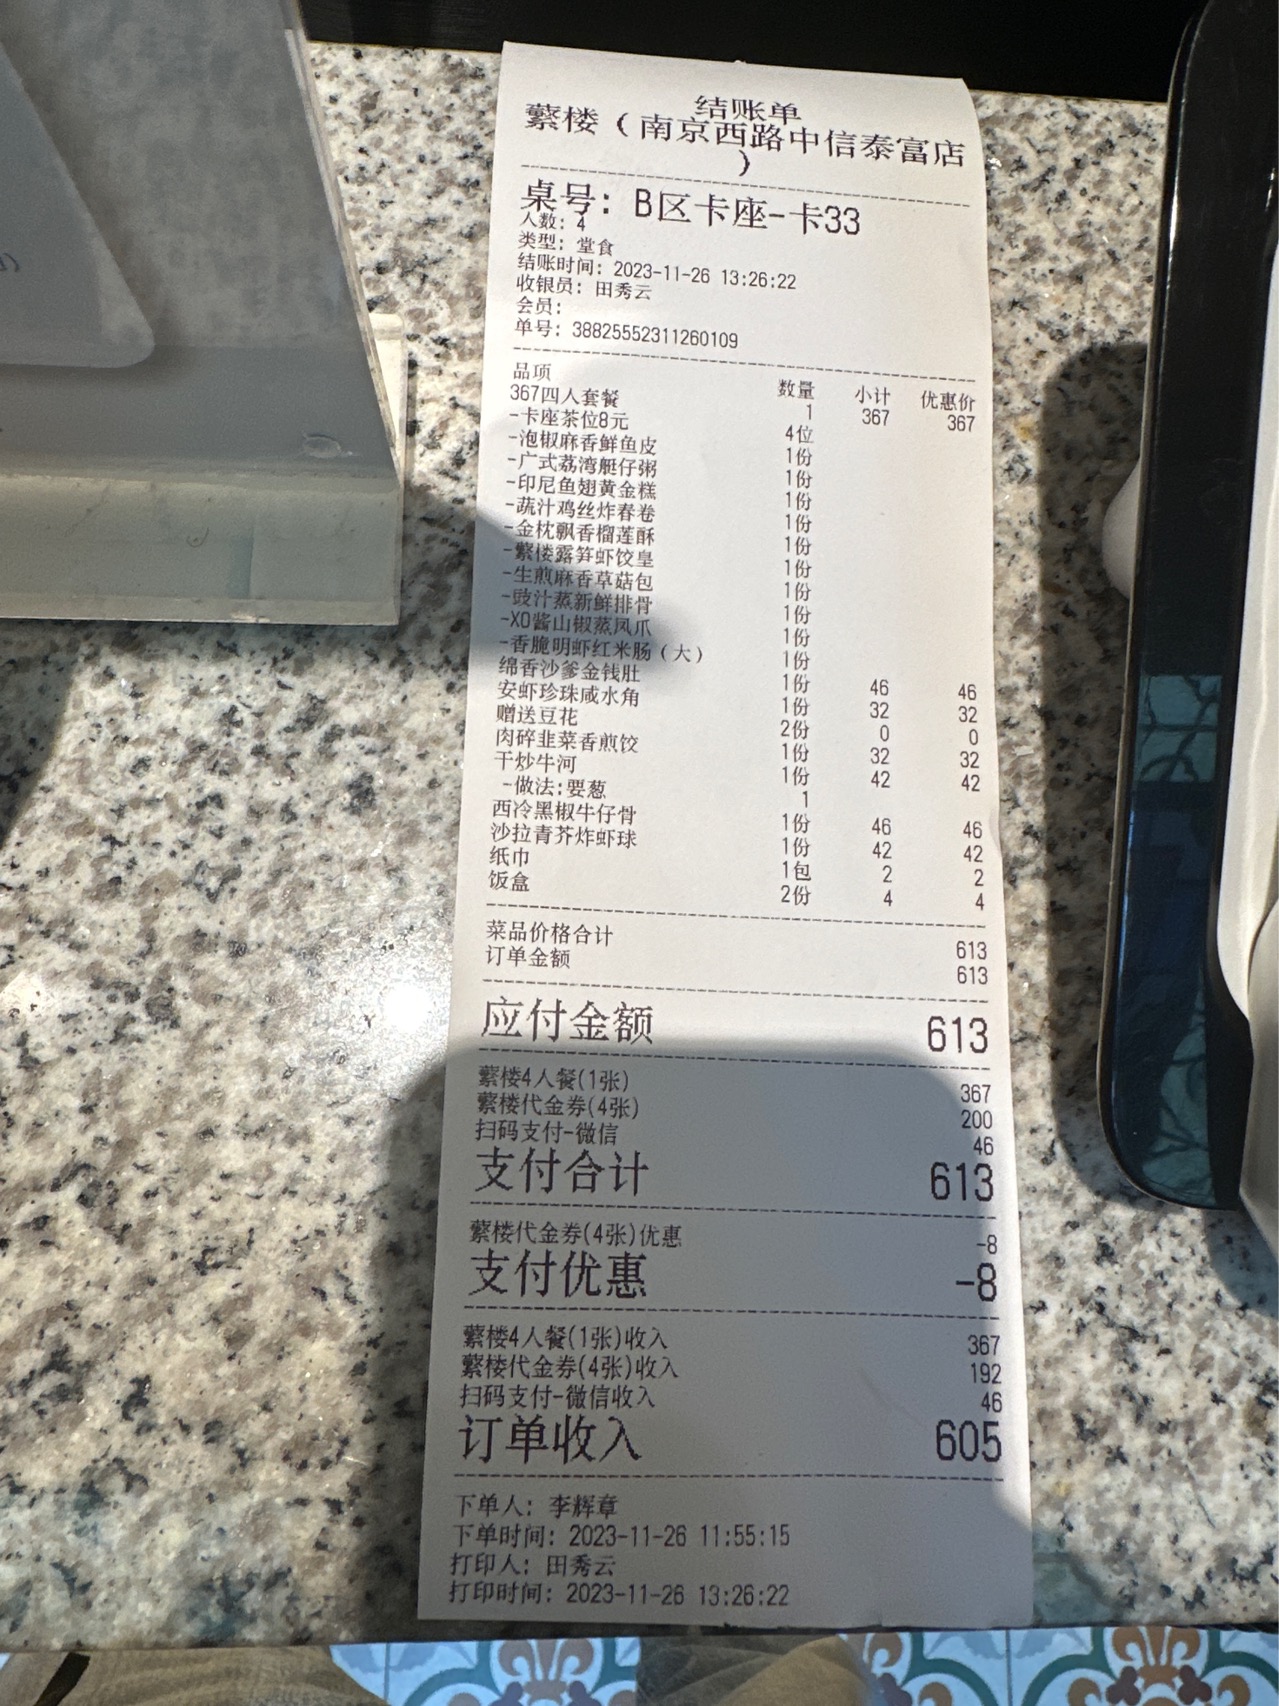 结账单
蘩楼（南京西路中信泰富店
）
桌号：B区卡座-卡33
人数：4
类型：堂食
结账时间：2023-11-26 13:26:22
收银员：田秀云
会员：
单号：38825552311260109
品项 数量 小计 优惠价
367四人套餐 1 367 367
-卡座茶位8元 4位
-泡椒麻香鲜鱼皮 1份
-广式荔湾艇仔粥 1份
-印尼鱼翅黄金糕 1份
-蔬汁鸡丝炸春卷 1份
-金枕飘香榴莲酥 1份
-蘩楼露笋虾饺皇 1份
-生煎麻香草菇包 1份
-豉汁蒸新鲜排骨 1份
-XO酱山椒蒸凤爪 1份
-香脆明虾红米肠（大） 1份
绵香沙爹金钱肚 1份 46 46
安虾珍珠咸水角 1份 32 32
赠送豆花 2份 0 0
肉碎韭菜香煎饺 1份 32 32
干炒牛河 1份 42 42
-做法:要葱 1
西冷黑椒牛仔骨 1份 46 46
沙拉青芥炸虾球 1份 42 42
纸巾 1包 2 2
饭盒 2份 4 4
菜品价格合计 613
订单金额 613
应付金额 613
蘩楼4人餐(1张) 367
蘩楼代金券(4张) 200
扫码支付-微信 46
支付合计 613
蘩楼代金券(4张)优惠 -8
支付优惠 -8
蘩楼4人餐(1张)收入 367
蘩楼代金券(4张)收入 192
扫码支付-微信收入 46
订单收入 605
下单人：李辉章
下单时间：2023-11-26 11:55:15
打印人：田秀云
打印时间：2023-11-26 13:26:22